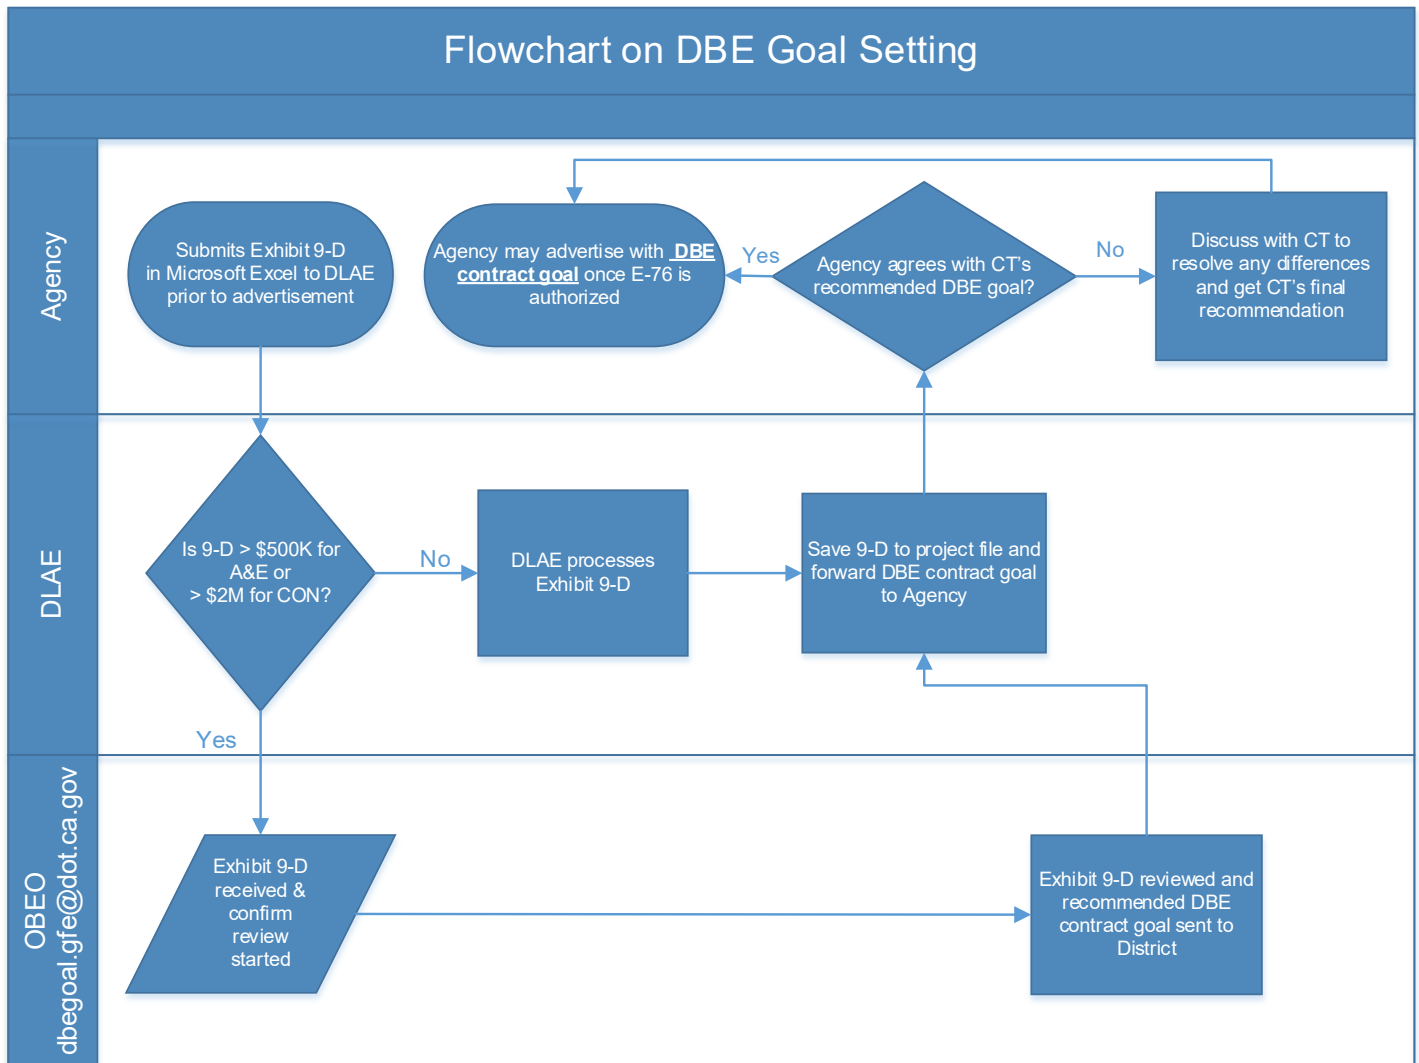 Flowchart on DBE Goal Setting
Agency
Submits Exhibit 9-D
in Microsoft Excel to DLAE
prior to advertisement
Agency may advertise with DBE
contract goal once E-76 is
authorized
Yes
Agency agrees with CT's
recommended DBE goal?
No
Discuss with CT to
resolve any differences
and get CT's final
recommendation
DLAE
Is 9-D > $500K for
A&E or
> $2M for CON?
No
DLAE processes
Exhibit 9-D
Save 9-D to project file and
forward DBE contract goal
to Agency
Yes
OBEO
dbegoal.gfe@dot.ca.gov
Exhibit 9-D
received &
confirm
review
started
Exhibit 9-D reviewed and
recommended DBE
contract goal sent to
District